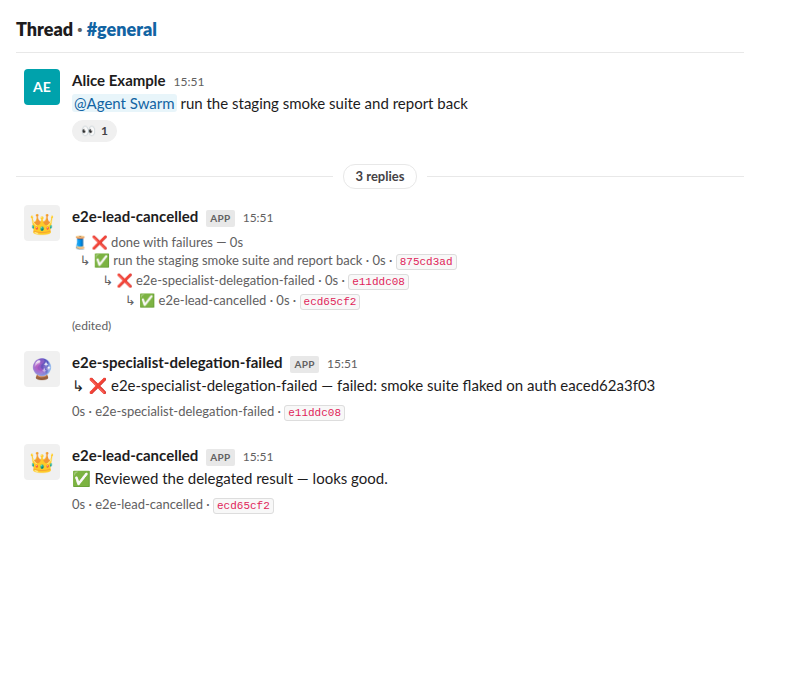 Thread • #general
AE
Alice Example 15:51
@Agent Swarm run the staging smoke suite and report back
👀 1
3 replies
e2e-lead-cancelled APP 15:51
🧵 ❌ done with failures — 0s
↳ ✅ run the staging smoke suite and report back · 0s · 875cd3ad
↳ ❌ e2e-specialist-delegation-failed · 0s · e11ddc08
↳ ✅ e2e-lead-cancelled · 0s · ecd65cf2
(edited)
e2e-specialist-delegation-failed APP 15:51
↳ ❌ e2e-specialist-delegation-failed — failed: smoke suite flaked on auth eaced62a3f03
0s · e2e-specialist-delegation-failed · e11ddc08
e2e-lead-cancelled APP 15:51
✅ Reviewed the delegated result — looks good.
0s · e2e-lead-cancelled · ecd65cf2